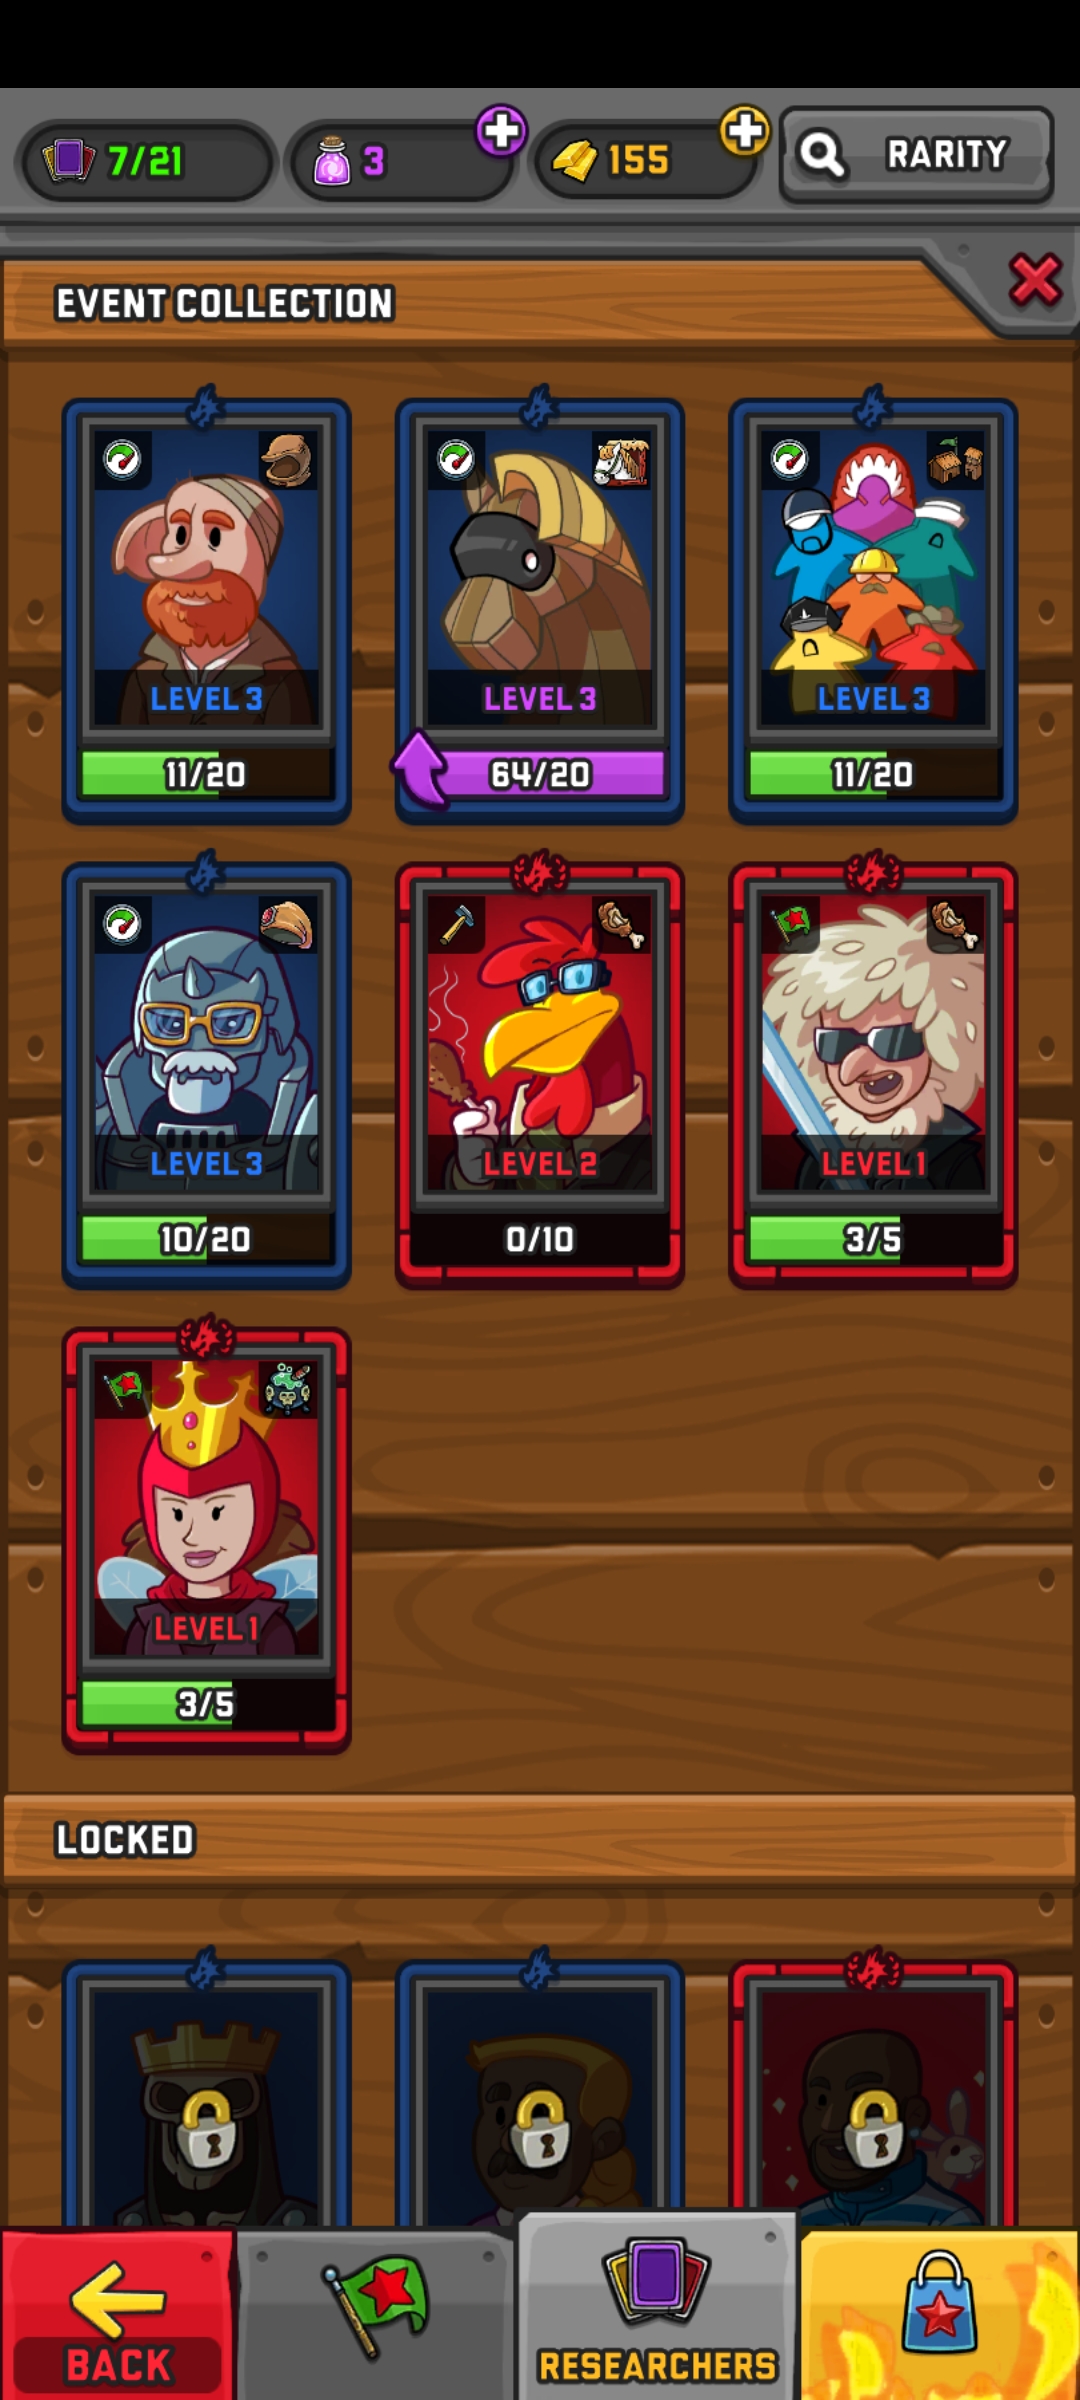 7/21
3
155
RARITY
EVENT COLLECTION
LEVEL 3
LEVEL 3
LEVEL 3
11/20
64/20
11/20
LEVEL 3
LEVEL 2
LEVEL 1
10/20
0/10
3/5
LEVEL 1
3/5
LOCKED
BACK
RESEARCHERS